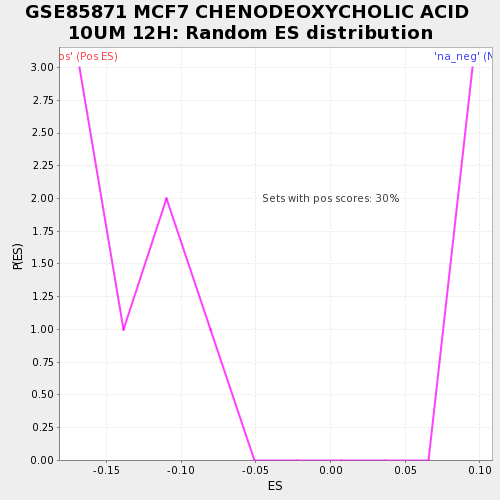 GSE85871 MCF7 CHENODEOXYCHOLIC ACID
10UM 12H: Random ES distribution
os' (Pos ES)
'na_neg' (N
3.00
2.75
2.50
2.25
2.00
1.75
1.50
1.25
1.00
0.75
0.50
0.25
0.00
P(ES)
Sets with pos scores: 30%
-0.15
-0.10
-0.05
0.00
0.05
0.10
ES